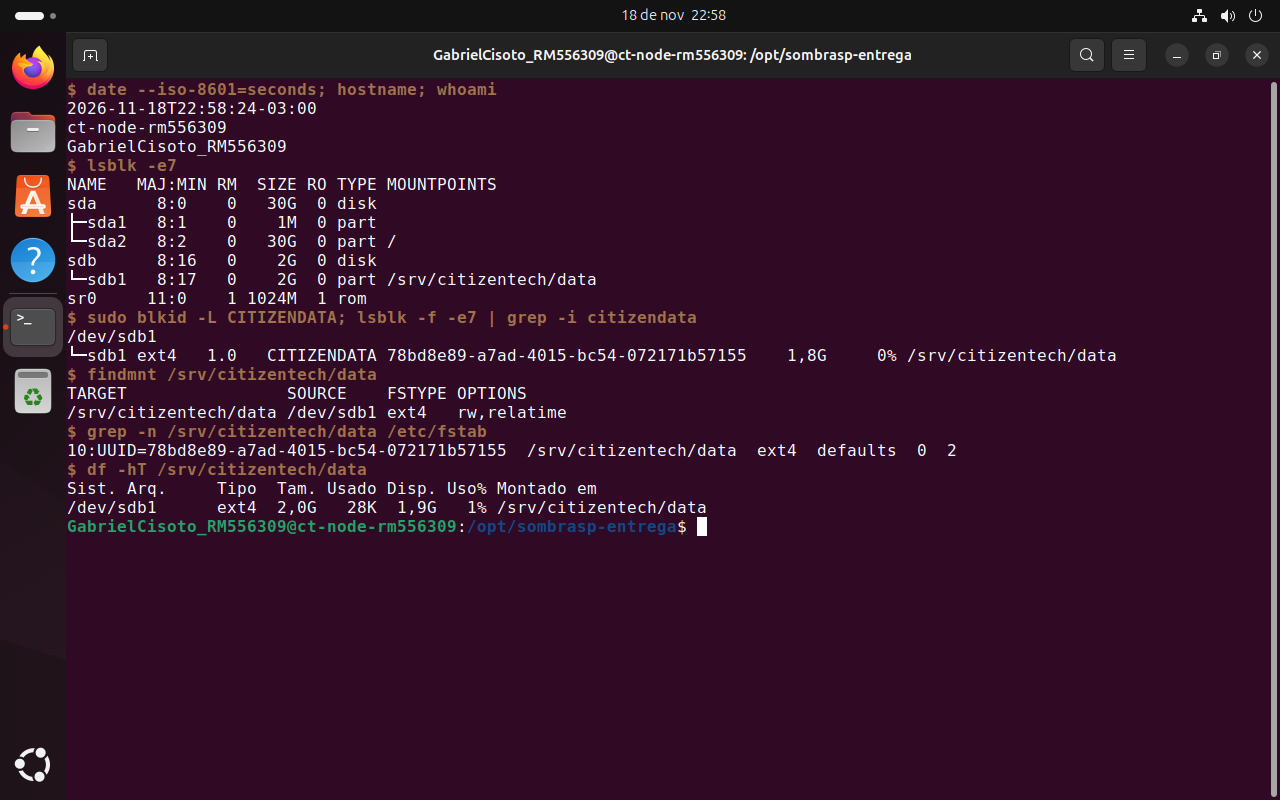 18 de nov 22:58
GabrielCisoto_RM556309@ct-node-rm556309: /opt/sombrasp-entrega
$ date --iso-8601=seconds; hostname; whoami
2026-11-18T22:58:24-03:00
ct-node-rm556309
GabrielCisoto_RM556309
$ lsblk -e7
NAME   MAJ:MIN RM  SIZE RO TYPE MOUNTPOINTS
sda      8:0    0   30G  0 disk
├─sda1   8:1    0    1M  0 part
└─sda2   8:2    0   30G  0 part /
sdb      8:16   0    2G  0 disk
└─sdb1   8:17   0    2G  0 part /srv/citizentech/data
sr0     11:0    1 1024M  1 rom
$ sudo blkid -L CITIZENDATA; lsblk -f -e7 | grep -i citizendata
/dev/sdb1
└─sdb1 ext4   1.0   CITIZENDATA 78bd8e89-a7ad-4015-bc54-072171b57155    1,8G     0% /srv/citizentech/data
$ findmnt /srv/citizentech/data
TARGET                SOURCE    FSTYPE OPTIONS
/srv/citizentech/data /dev/sdb1 ext4   rw,relatime
$ grep -n /srv/citizentech/data /etc/fstab
10:UUID=78bd8e89-a7ad-4015-bc54-072171b57155  /srv/citizentech/data  ext4  defaults  0  2
$ df -hT /srv/citizentech/data
Sist. Arq.     Tipo  Tam. Usado Disp. Uso% Montado em
/dev/sdb1      ext4  2,0G   28K  1,9G   1% /srv/citizentech/data
GabrielCisoto_RM556309@ct-node-rm556309:/opt/sombrasp-entrega$